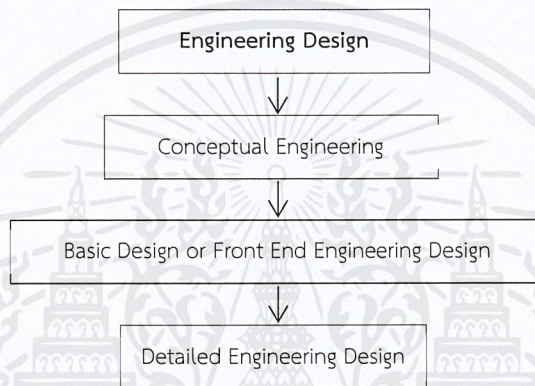 Engineering Design
Conceptual Engineering
Basic Design or Front End Engineering Design
Detailed Engineering Design